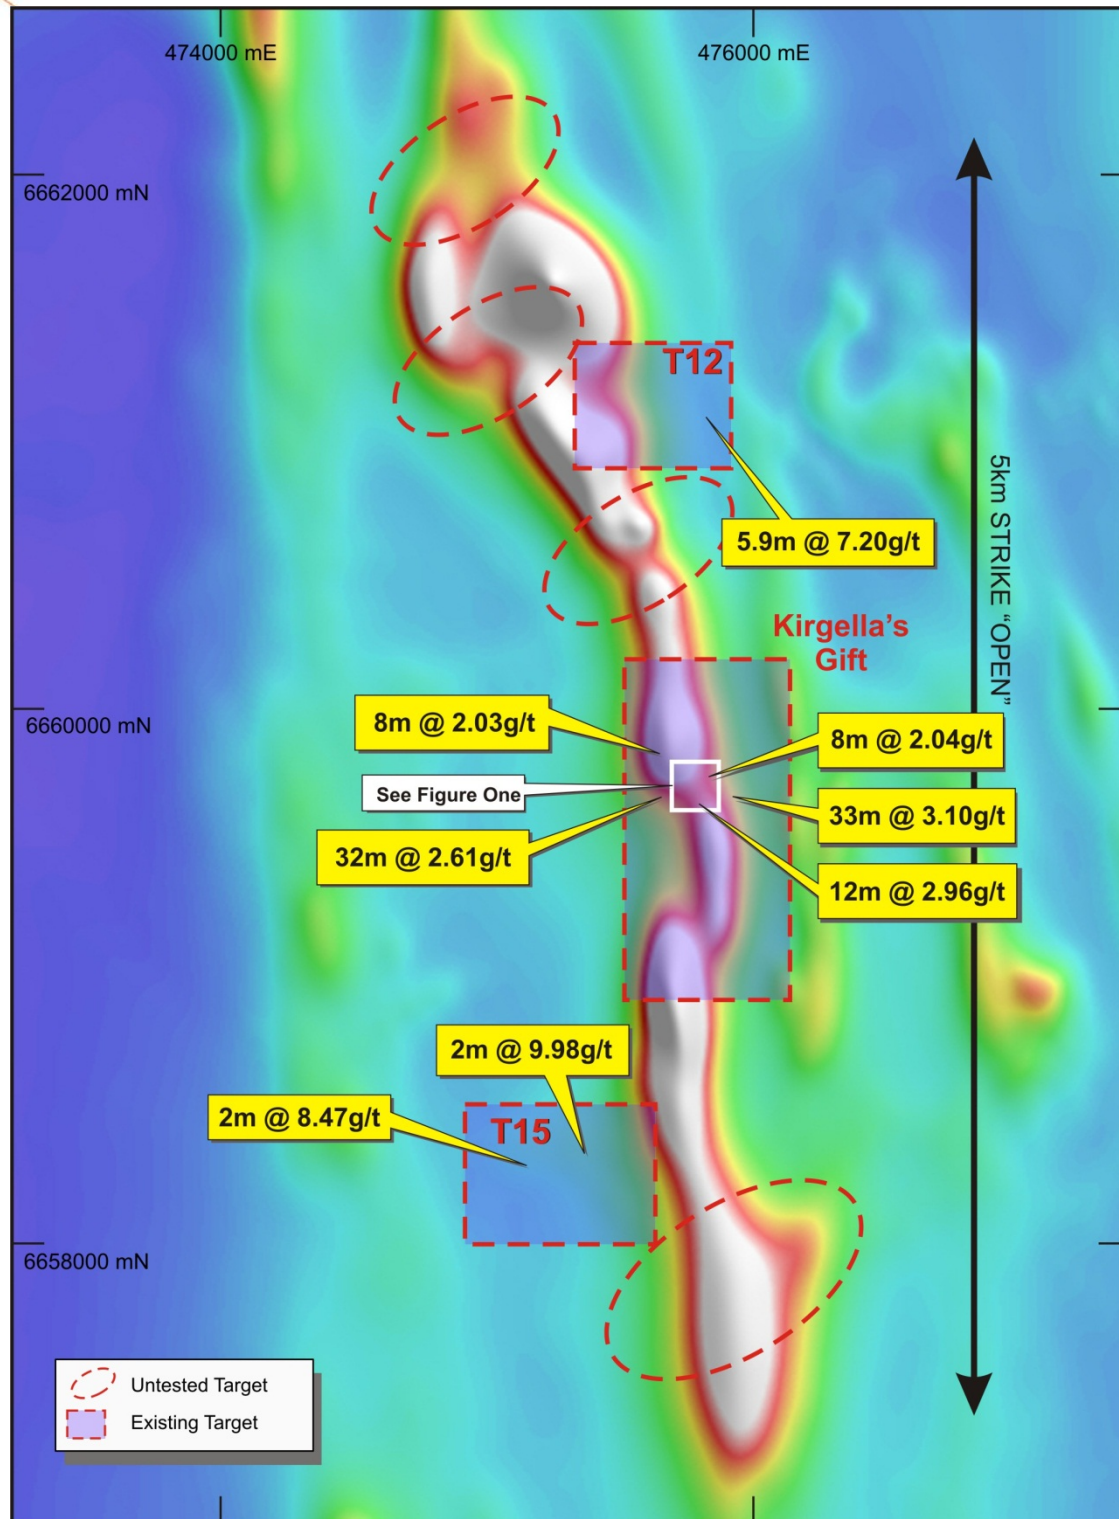 474000 mE
476000 mE
6662000 mN
T12
5.9m @ 7.20g/t
5km STRIKE "OPEN"
Kirgella's
Gift
6660000 mN
8m @ 2.03g/t
8m @ 2.04g/t
See Figure One
33m @ 3.10g/t
32m @ 2.61g/t
12m @ 2.96g/t
2m @ 9.98g/t
2m @ 8.47g/t
T15
6658000 mN
Untested Target
Existing Target